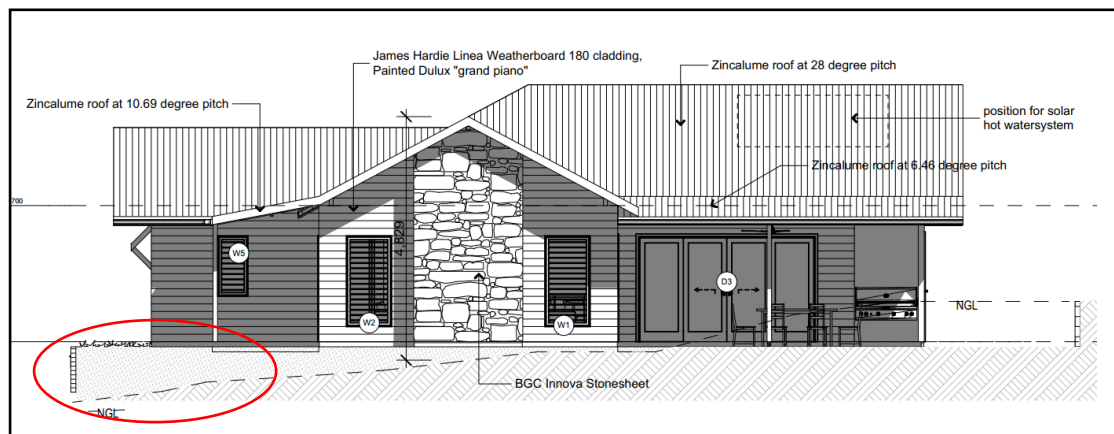 James Hardie Linea Weatherboard 180 cladding,
Painted Dulux "grand piano"
Zincalume roof at 28 degree pitch
Zincalume roof at 10.69 degree pitch
position for solar
hot watersystem
Zincalume roof at 6.46 degree pitch
700
4,829
W5
D3
NGL
W2
W1
BGC Innova Stonesheet
NGL